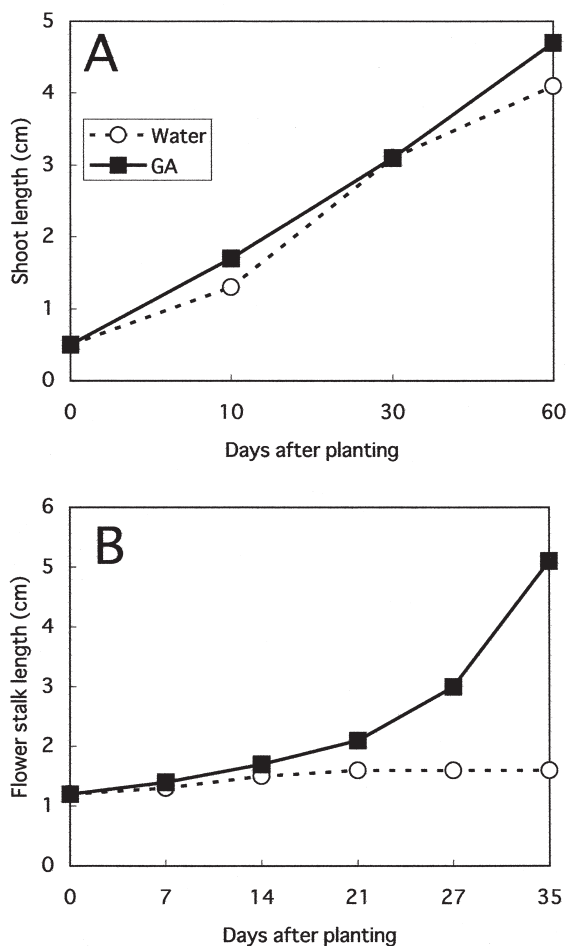 A
5
4
3
2
1
0
Shoot length (cm)
Water
GA
0 10 30 60
Days after planting
B
6
5
4
3
2
1
0
Flower stalk length (cm)
0 7 14 21 27 35
Days after planting